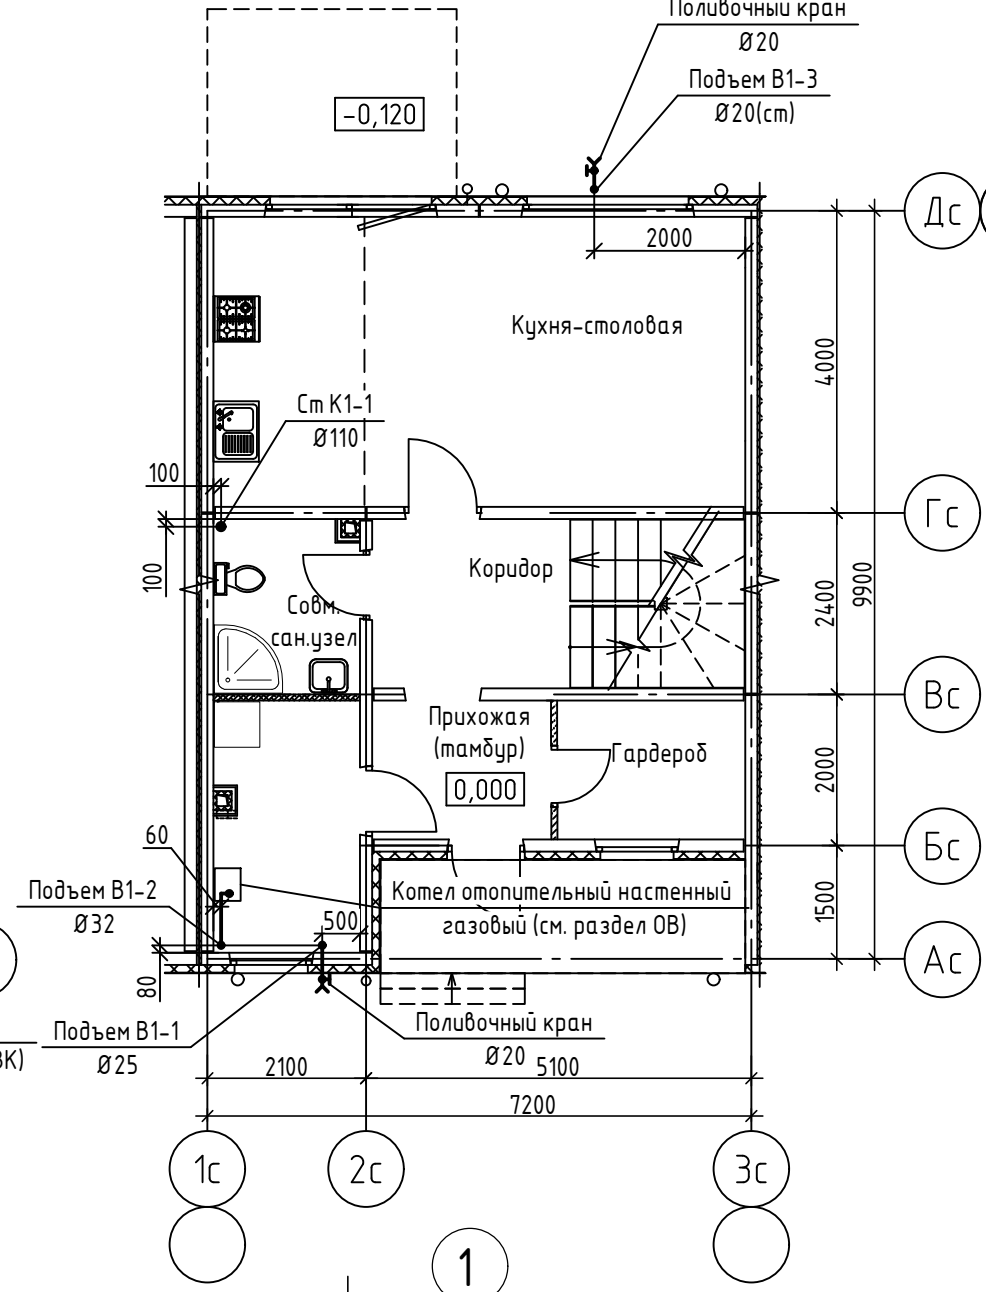 Поливочный кран
Ø20
Подъем В1-3
Ø20(ст)
-0,120
Дс
2000
Кухня-столовая
4000
Ст К1-1
Ø110
100
Гс
100
Коридор
Совм.
сан.узел
2400
9900
Вс
Прихожая
(тамбур)
Гардероб
0,000
2000
60
Бс
Подъем В1-2
Ø32
Котел отопительный настенный
газовый (см. раздел ОВ)
500
1500
Ас
80
Подъем В1-1
Ø25
Поливочный кран
Ø20
ВК)
2100
5100
7200
1с
2с
3с
1